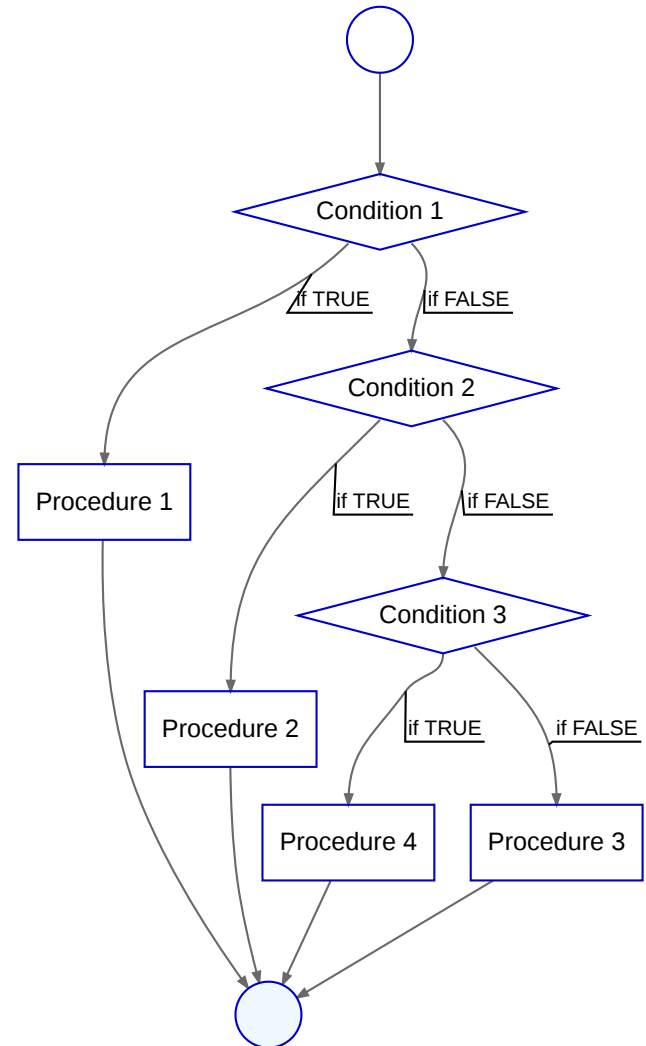 Condition 1
if TRUE
if FALSE
Condition 2
Procedure 1
if TRUE
if FALSE
Condition 3
Procedure 2
if TRUE
if FALSE
Procedure 4
Procedure 3